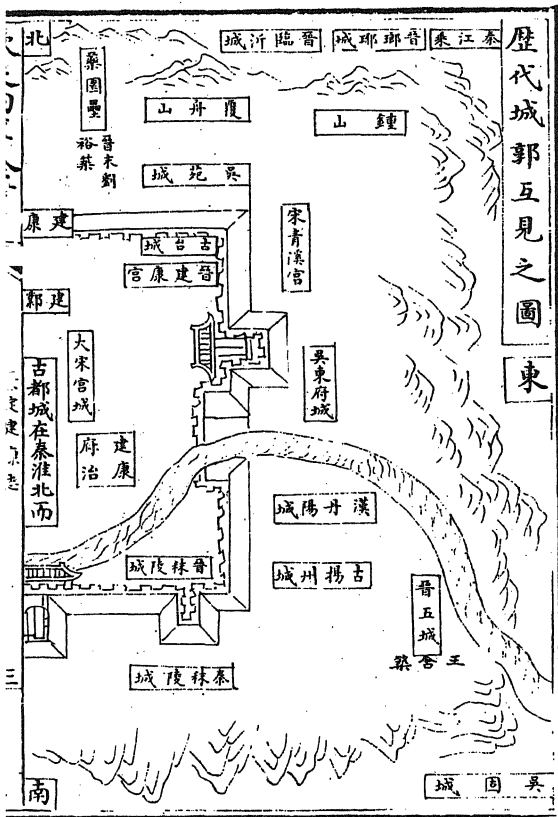 歷代城郭互見之圖
東
秦江乘
晉瑯琊城
晉臨沂城
北
鍾山
覆舟山
藥園壘
晉末劉
裕築
吳苑城
建康
古台城
晉建康宮
宋青溪宮
建鄴
大宋宮城
吳東府城
古都城在秦淮北而
建康
府治
漢丹陽城
古揚州城
晉秣陵城
晉五城
王舍築
秦秣陵城
吳固城
南
三